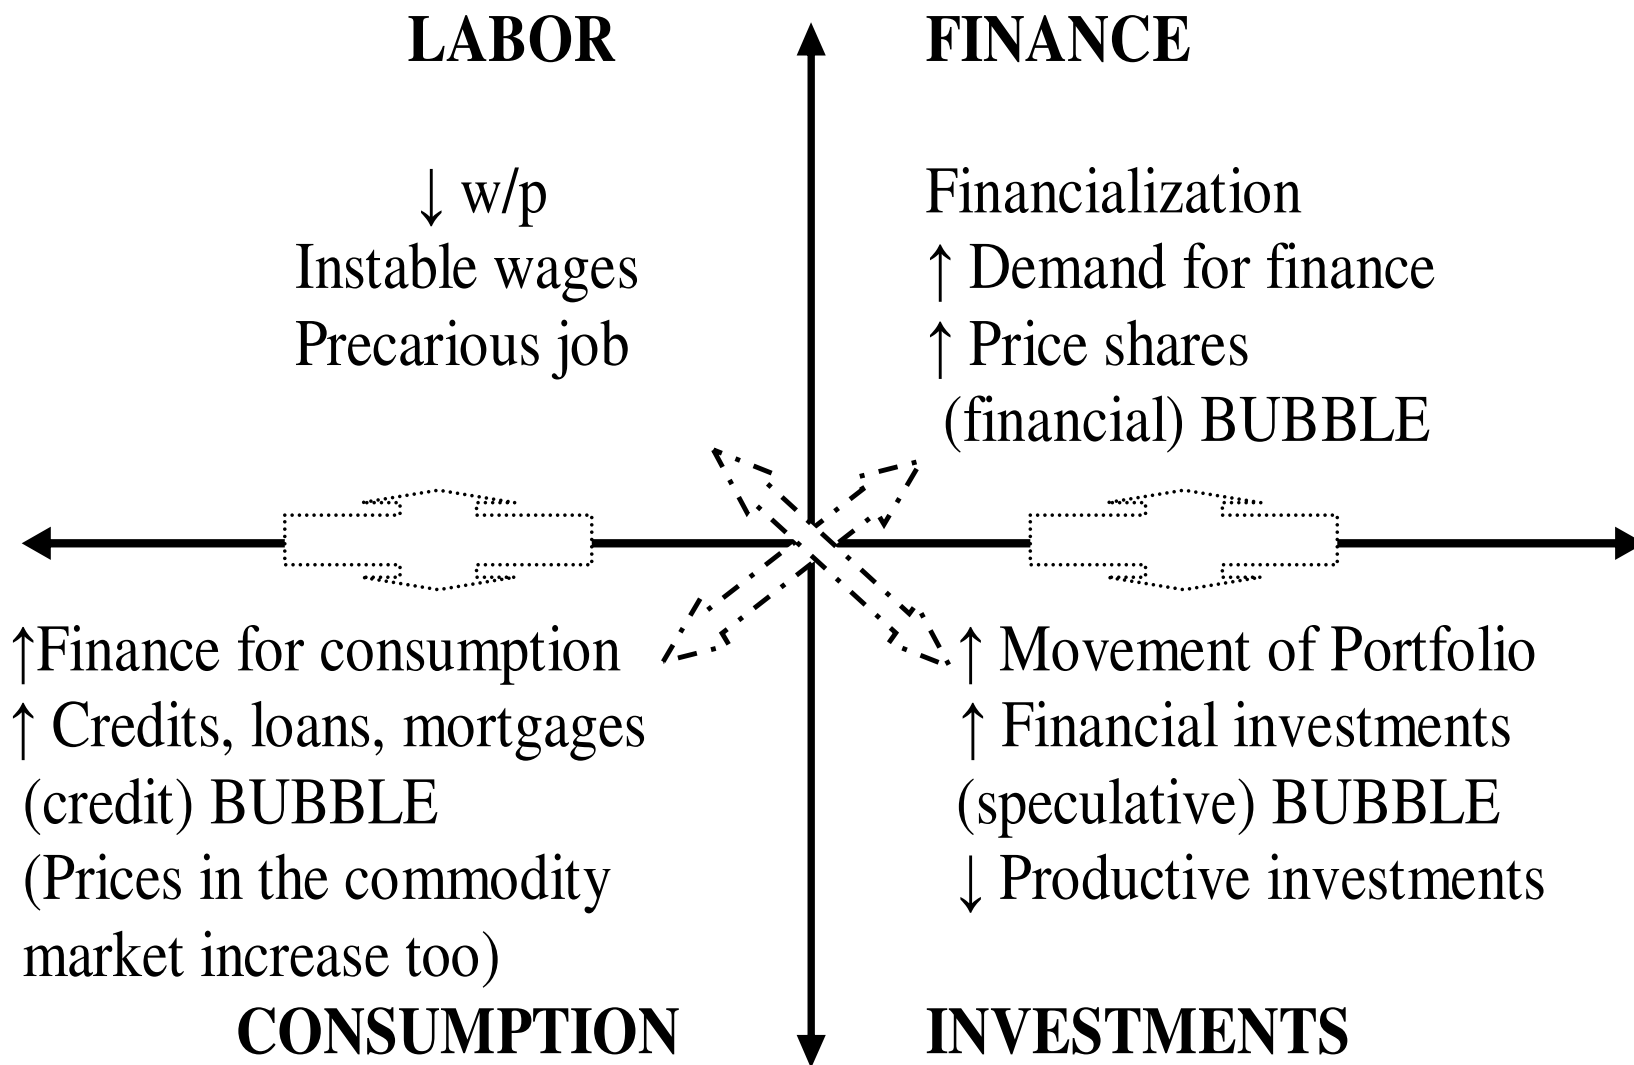 LABOR
↓ w/p
Instable wages
Precarious job
FINANCE
Financialization
↑ Demand for finance
↑ Price shares
(financial) BUBBLE
↑Finance for consumption
↑ Credits, loans, mortgages
(credit) BUBBLE
(Prices in the commodity
market increase too)
CONSUMPTION
↑ Movement of Portfolio
↑ Financial investments
(speculative) BUBBLE
↓ Productive investments
INVESTMENTS